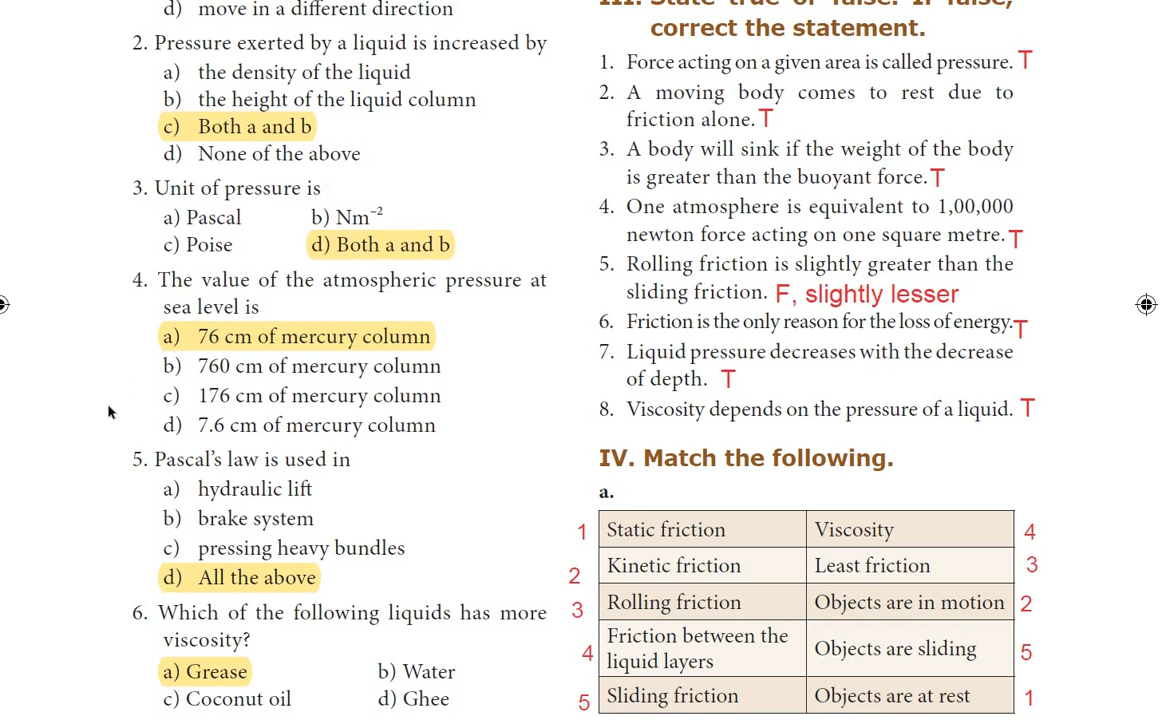 d) move in a different direction
2. Pressure exerted by a liquid is increased by
a) the density of the liquid
b) the height of the liquid column
c) Both a and b
d) None of the above
3. Unit of pressure is
a) Pascal b) Nm⁻²
c) Poise d) Both a and b
4. The value of the atmospheric pressure at
sea level is
a) 76 cm of mercury column
b) 760 cm of mercury column
c) 176 cm of mercury column
d) 7.6 cm of mercury column
5. Pascal's law is used in
a) hydraulic lift
b) brake system
c) pressing heavy bundles
d) All the above
6. Which of the following liquids has more
viscosity?
a) Grease b) Water
c) Coconut oil d) Ghee
III. State true or false. If false,
correct the statement.
1. Force acting on a given area is called pressure. T
2. A moving body comes to rest due to
friction alone. T
3. A body will sink if the weight of the body
is greater than the buoyant force. T
4. One atmosphere is equivalent to 1,00,000
newton force acting on one square metre. T
5. Rolling friction is slightly greater than the
sliding friction. F, slightly lesser
6. Friction is the only reason for the loss of energy. T
7. Liquid pressure decreases with the decrease
of depth. T
8. Viscosity depends on the pressure of a liquid. T
IV. Match the following.
a.
1 Static friction Viscosity 4
2 Kinetic friction Least friction 3
3 Rolling friction Objects are in motion 2
4 Friction between the
liquid layers Objects are sliding 5
5 Sliding friction Objects are at rest 1